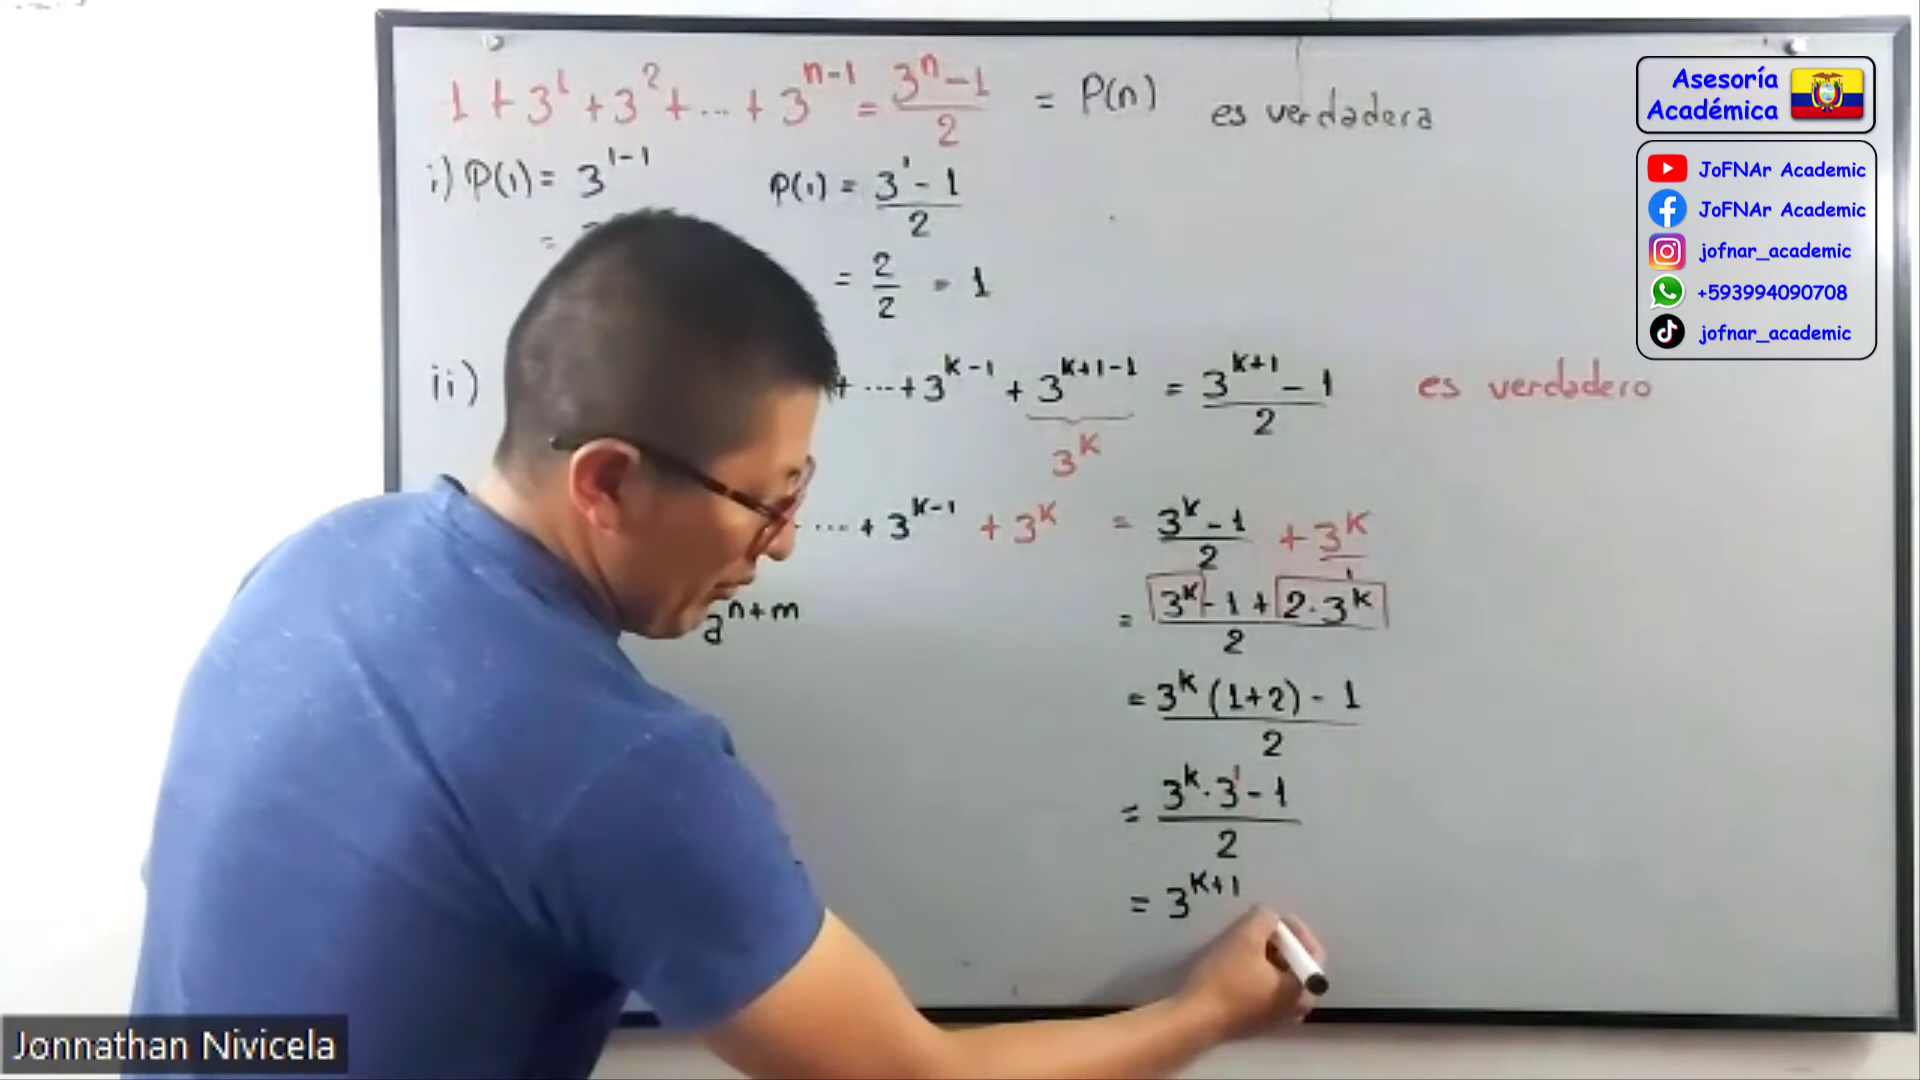 1 + 3¹ + 3² + ... + 3ⁿ⁻¹ = (3ⁿ - 1)/2 = P(n) es verdadera
i) P(1) = 3¹⁻¹
P(1) = (3¹ - 1)/2
= 2/2 = 1
ii) + ... + 3ᵏ⁻¹ + 3ᵏ⁺¹⁻¹ = (3ᵏ⁺¹ - 1)/2 es verdadero
3ᵏ
... + 3ᵏ⁻¹ + 3ᵏ = (3ᵏ - 1)/2 + 3ᵏ/1
= (3ᵏ - 1 + 2·3ᵏ)/2
aⁿ⁺ᵐ
= (3ᵏ(1+2) - 1)/2
= (3ᵏ·3¹ - 1)/2
= 3ᵏ⁺¹
Asesoría
Académica
JoFNAr Academic
JoFNAr Academic
jofnar_academic
+593994090708
jofnar_academic
Jonnathan Nivicela